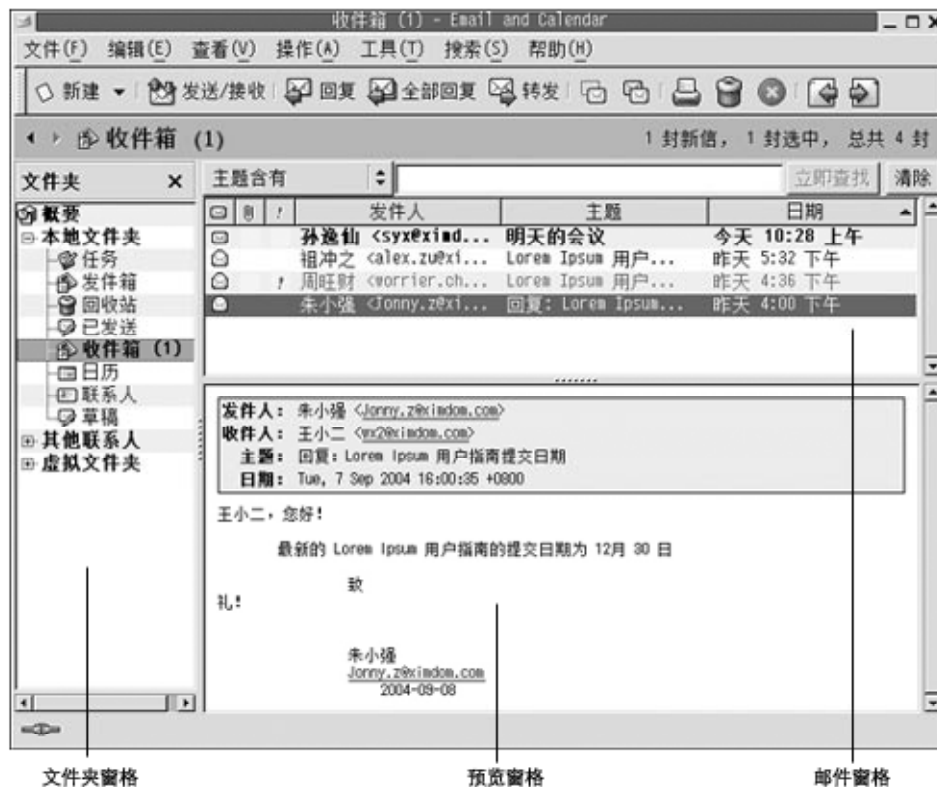 收件箱 (1) - Email and Calendar
文件(F) 编辑(E) 查看(V) 操作(A) 工具(T) 搜索(S) 帮助(H)
新建 发送/接收 回复 全部回复 转发
收件箱 (1) 1 封新信， 1 封选中， 总共 4 封
文件夹 主题含有 立即查找 清除
概要
本地文件夹
任务
发件箱
回收站
已发送
收件箱 (1)
日历
联系人
草稿
其他联系人
虚拟文件夹
! 发件人 主题 日期
孙逸仙 <syx@ximd... 明天的会议 今天 10:28 上午
祖冲之 <alex.zu@xi... Lorem Ipsum 用户... 昨天 5:32 下午
! 周旺财 <worrier.ch... Lorem Ipsum 用户... 昨天 4:36 下午
朱小强 <Jonny.z@xi... 回复: Lorem Ipsum... 昨天 4:00 下午
发件人: 朱小强 <Jonny.z@ximdom.com>
收件人: 王小二 <wx2@ximdom.com>
主题: 回复: Lorem Ipsum 用户指南提交日期
日期: Tue, 7 Sep 2004 16:00:35 +0800
王小二，您好!
最新的 Lorem Ipsum 用户指南的提交日期为 12月 30 日
致
礼!
朱小强
Jonny.z@ximdom.com
2004-09-08
文件夹窗格 预览窗格 邮件窗格